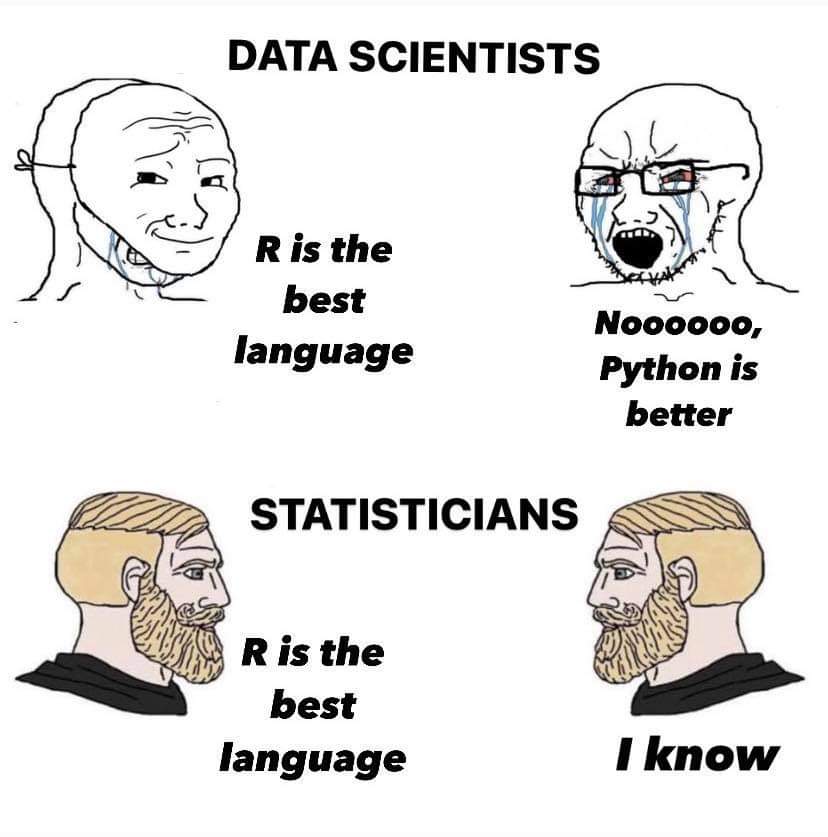 DATA SCIENTISTS
R is the
best
language
Noooooo,
Python is
better
STATISTICIANS
R is the
best
language
I know